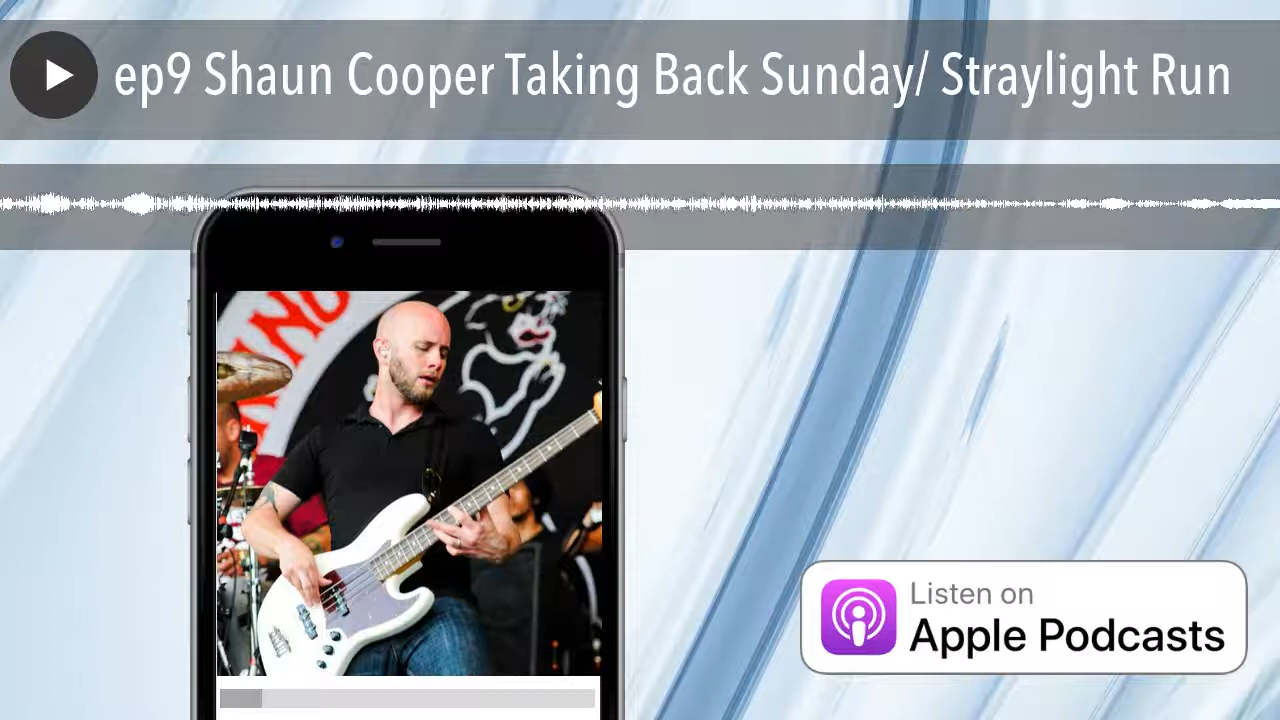 ep9 Shaun Cooper Taking Back Sunday/ Straylight Run
Listen on
Apple Podcasts